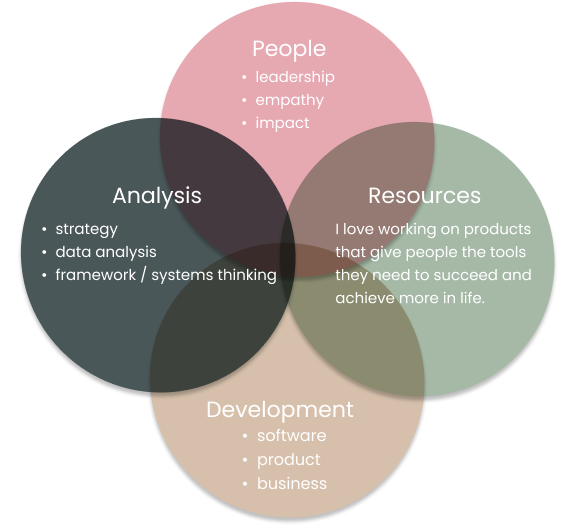 People
• leadership
• empathy
• impact
Analysis
• strategy
• data analysis
• framework / systems thinking
Resources
I love working on products
that give people the tools
they need to succeed and
achieve more in life.
Development
• software
• product
• business